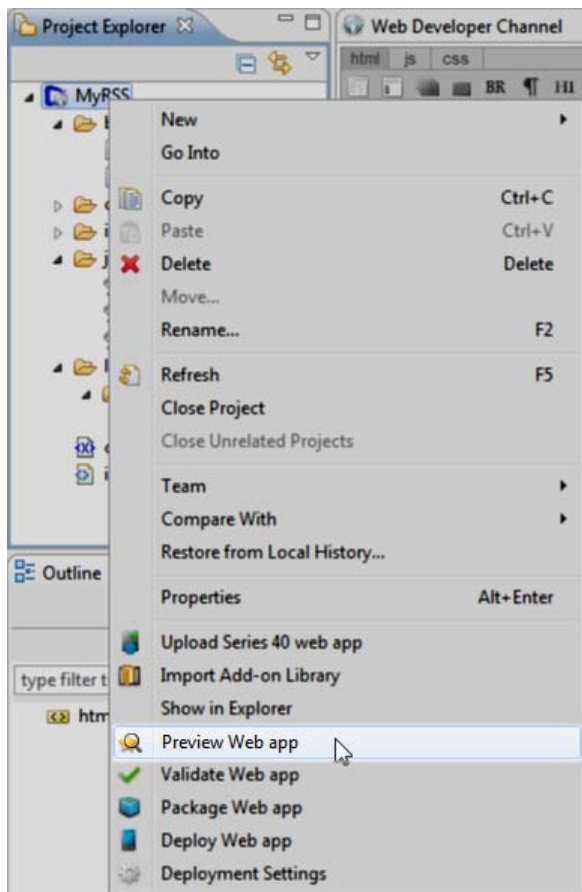 Project Explorer
Web Developer Channel
html js css
BR ¶ H1
MyRSS
New
Go Into
Copy Ctrl+C
Paste Ctrl+V
Delete Delete
Move...
Rename... F2
Refresh F5
Close Project
Close Unrelated Projects
Team
Compare With
Restore from Local History...
Outline
Properties Alt+Enter
Upload Series 40 web app
type filter t
Import Add-on Library
Show in Explorer
htm
Preview Web app
Validate Web app
Package Web app
Deploy Web app
Deployment Settings